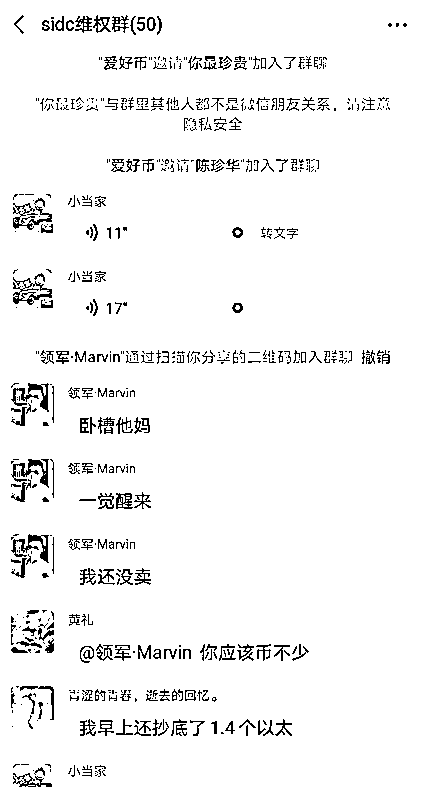 sidc维权群(50)
"爱好币"邀请"你最珍贵"加入了群聊
"你最珍贵"与群里其他人都不是微信朋友关系，请注意
隐私安全
"爱好币"邀请"陈珍华"加入了群聊
小当家
11"
转文字
小当家
17"
"领军·Marvin"通过扫描你分享的二维码加入群聊 撤销
领军·Marvin
卧槽他妈
领军·Marvin
一觉醒来
领军·Marvin
我还没卖
黄礼
@领军·Marvin 你应该币不少
青涩的青春，逝去的回忆。
我早上还抄底了1.4个以太
小当家